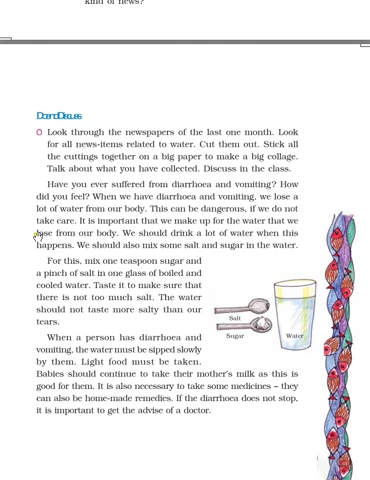 kind of news?
Do and Discuss
O Look through the newspapers of the last one month. Look
for all news-items related to water. Cut them out. Stick all
the cuttings together on a big paper to make a big collage.
Talk about what you have collected. Discuss in the class.
Have you ever suffered from diarrhoea and vomiting? How
did you feel? When we have diarrhoea and vomiting, we lose a
lot of water from our body. This can be dangerous, if we do not
take care. It is important that we make up for the water that we
lose from our body. We should drink a lot of water when this
happens. We should also mix some salt and sugar in the water.
For this, mix one teaspoon sugar and
a pinch of salt in one glass of boiled and
cooled water. Taste it to make sure that
there is not too much salt. The water
should not taste more salty than our
tears.
Salt
Sugar
Water
When a person has diarrhoea and
vomiting, the water must be sipped slowly
by them. Light food must be taken.
Babies should continue to take their mother's milk as this is
good for them. It is also necessary to take some medicines – they
can also be home-made remedies. If the diarrhoea does not stop,
it is important to get the advise of a doctor.